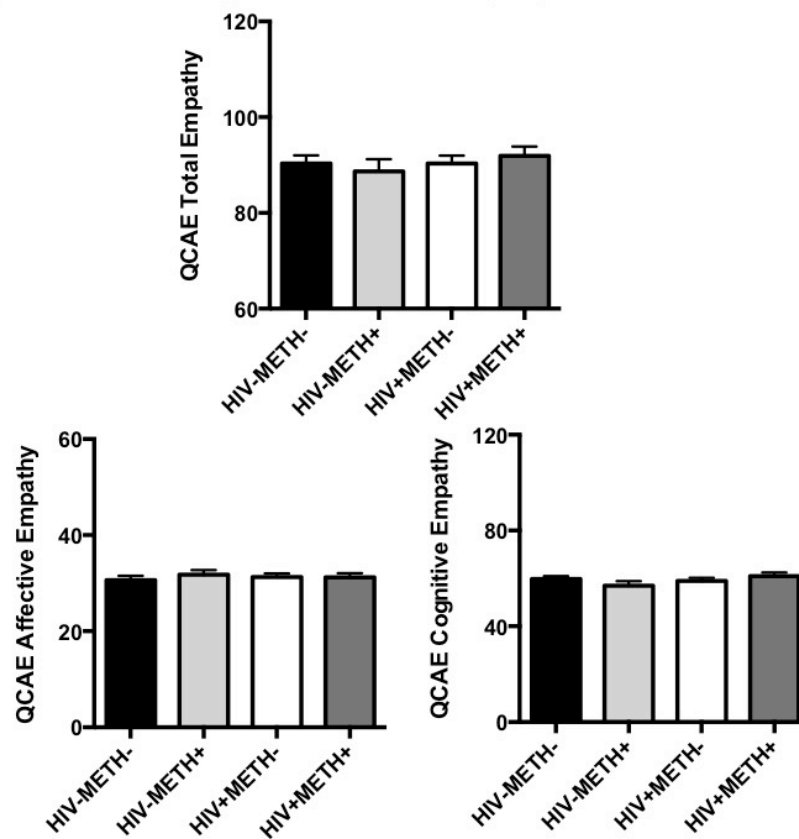 QCAE Total Empathy
120
100
80
60
HIV-METH-
HIV-METH+
HIV+METH-
HIV+METH+
QCAE Affective Empathy
60
40
20
0
HIV-METH-
HIV-METH+
HIV+METH-
HIV+METH+
QCAE Cognitive Empathy
120
80
40
0
HIV-METH-
HIV-METH+
HIV+METH-
HIV+METH+